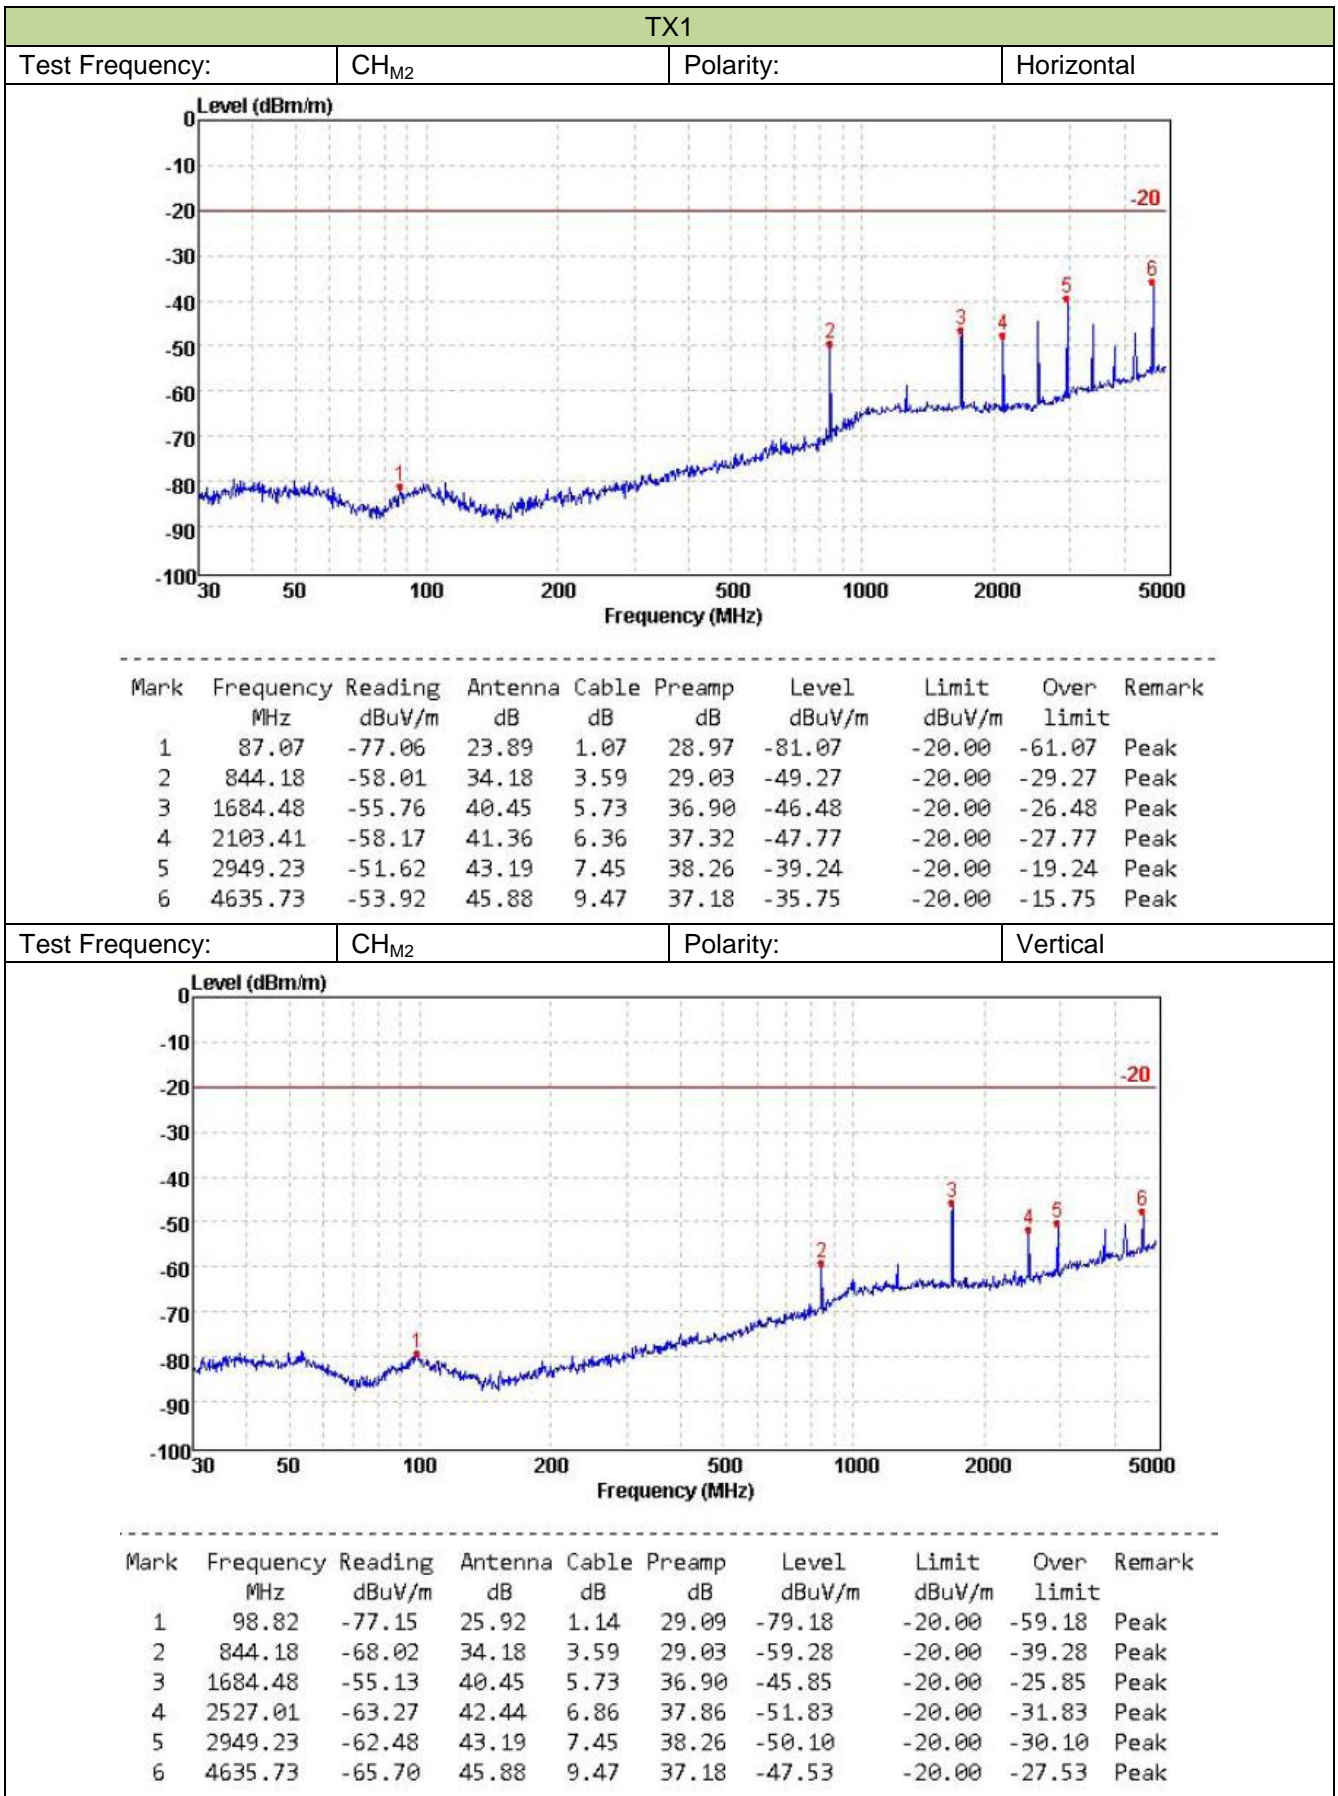 TX1
Test Frequency: CHM2 Polarity: Horizontal
Level (dBm/m)
0
-10
-20
-20
-30
-40
-50
-60
-70
-80
-90
-100
1 2 3 4 5 6
30 50 100 200 500 1000 2000 5000
Frequency (MHz)
Mark Frequency Reading Antenna Cable Preamp Level Limit Over Remark
MHz dBuV/m dB dB dB dBuV/m dBuV/m limit
1 87.07 -77.06 23.89 1.07 28.97 -81.07 -20.00 -61.07 Peak
2 844.18 -58.01 34.18 3.59 29.03 -49.27 -20.00 -29.27 Peak
3 1684.48 -55.76 40.45 5.73 36.90 -46.48 -20.00 -26.48 Peak
4 2103.41 -58.17 41.36 6.36 37.32 -47.77 -20.00 -27.77 Peak
5 2949.23 -51.62 43.19 7.45 38.26 -39.24 -20.00 -19.24 Peak
6 4635.73 -53.92 45.88 9.47 37.18 -35.75 -20.00 -15.75 Peak
Test Frequency: CHM2 Polarity: Vertical
Level (dBm/m)
0
-10
-20
-20
-30
-40
-50
-60
-70
-80
-90
-100
1 2 3 4 5 6
30 50 100 200 500 1000 2000 5000
Frequency (MHz)
Mark Frequency Reading Antenna Cable Preamp Level Limit Over Remark
MHz dBuV/m dB dB dB dBuV/m dBuV/m limit
1 98.82 -77.15 25.92 1.14 29.09 -79.18 -20.00 -59.18 Peak
2 844.18 -68.02 34.18 3.59 29.03 -59.28 -20.00 -39.28 Peak
3 1684.48 -55.13 40.45 5.73 36.90 -45.85 -20.00 -25.85 Peak
4 2527.01 -63.27 42.44 6.86 37.86 -51.83 -20.00 -31.83 Peak
5 2949.23 -62.48 43.19 7.45 38.26 -50.10 -20.00 -30.10 Peak
6 4635.73 -65.70 45.88 9.47 37.18 -47.53 -20.00 -27.53 Peak